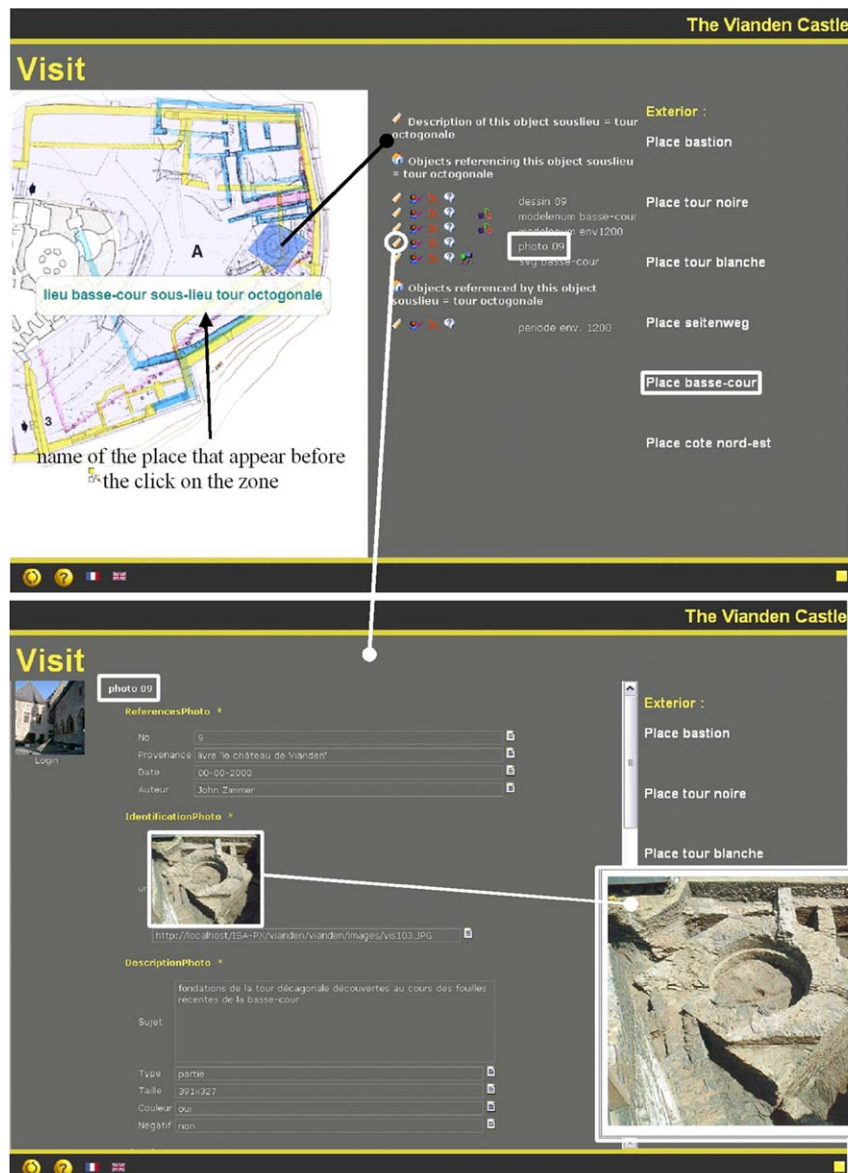 The Vianden Castle
Visit
A
lieu basse-cour sous-lieu tour octogonale
3
name of the place that appear before
the click on the zone
Description of this object souslieu = tour
octogonale
Objects referencing this object souslieu
= tour octogonale
dessin 09
modelenum basse-cour
modelenum env1200
photo 09
svg basse-cour
Objects referenced by this object
souslieu = tour octogonale
periode env. 1200
Exterior :
Place bastion
Place tour noire
Place tour blanche
Place seitenweg
Place basse-cour
Place cote nord-est
The Vianden Castle
Visit
Login
photo 09
ReferencesPhoto *
No 9
Provenance livre 'le château de Vianden'
Date 00-00-2000
Auteur John Zimmer
IdentificationPhoto *
http://localhost/ISA-PX/vianden/vianden/images/vis103.JPG
DescriptionPhoto *
Sujet
fondations de la tour décagonale découvertes au cours des fouilles
récentes de la basse-cour
Type partie
Taille 391x327
Couleur oui
Negatif non
Exterior :
Place bastion
Place tour noire
Place tour blanche